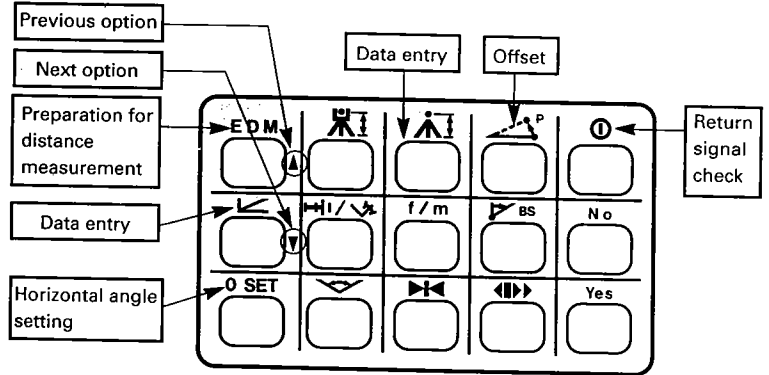 Previous option
Next option
Data entry
Offset
Preparation for
distance
measurement
EDM
P
Return
signal
check
Data entry
I /
f / m
BS
No
Horizontal angle
setting
0 SET
Yes